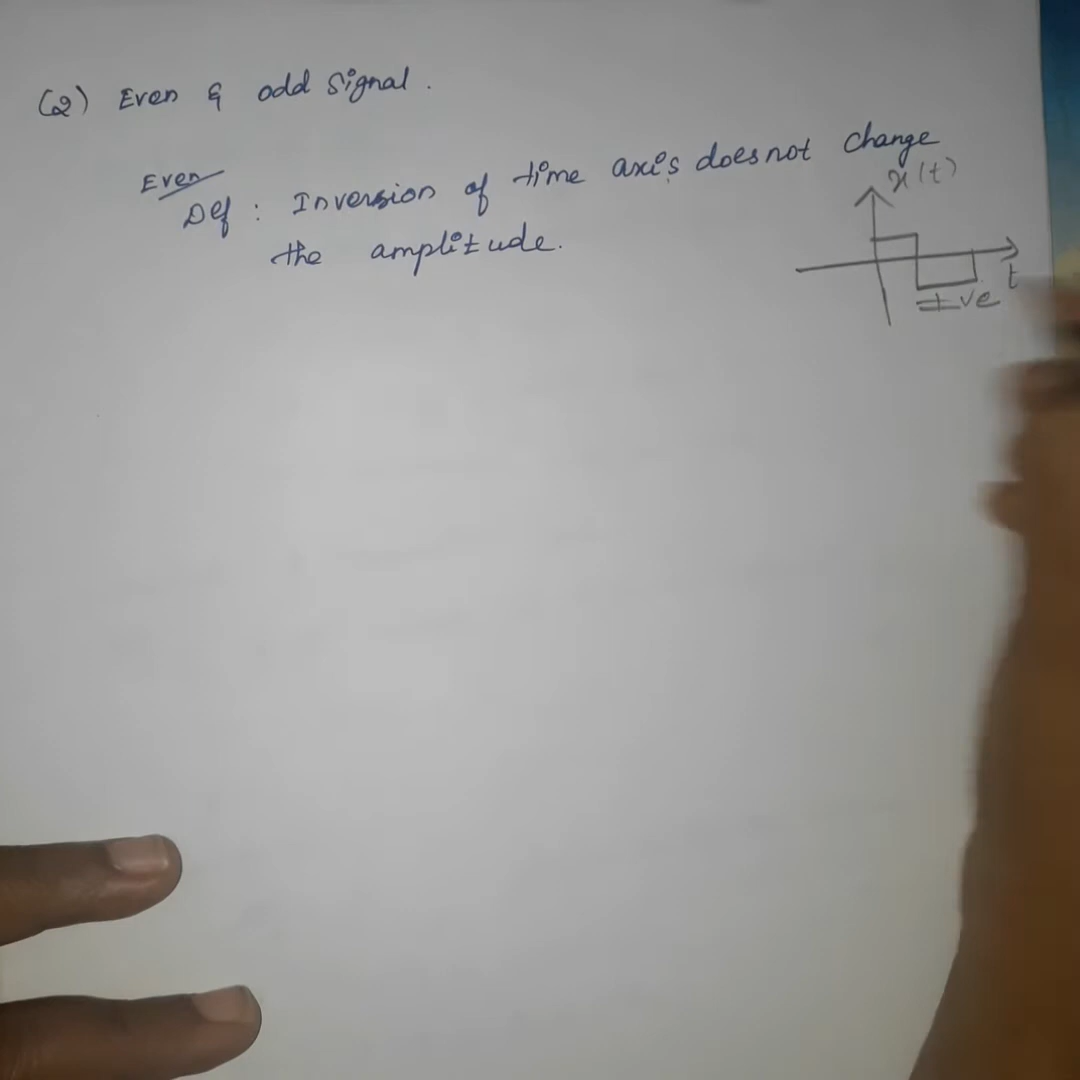 (2) Even & odd Signal.
Even
Def : Inversion of time axis does not change
the amplitude.
x(t)
t
+ve